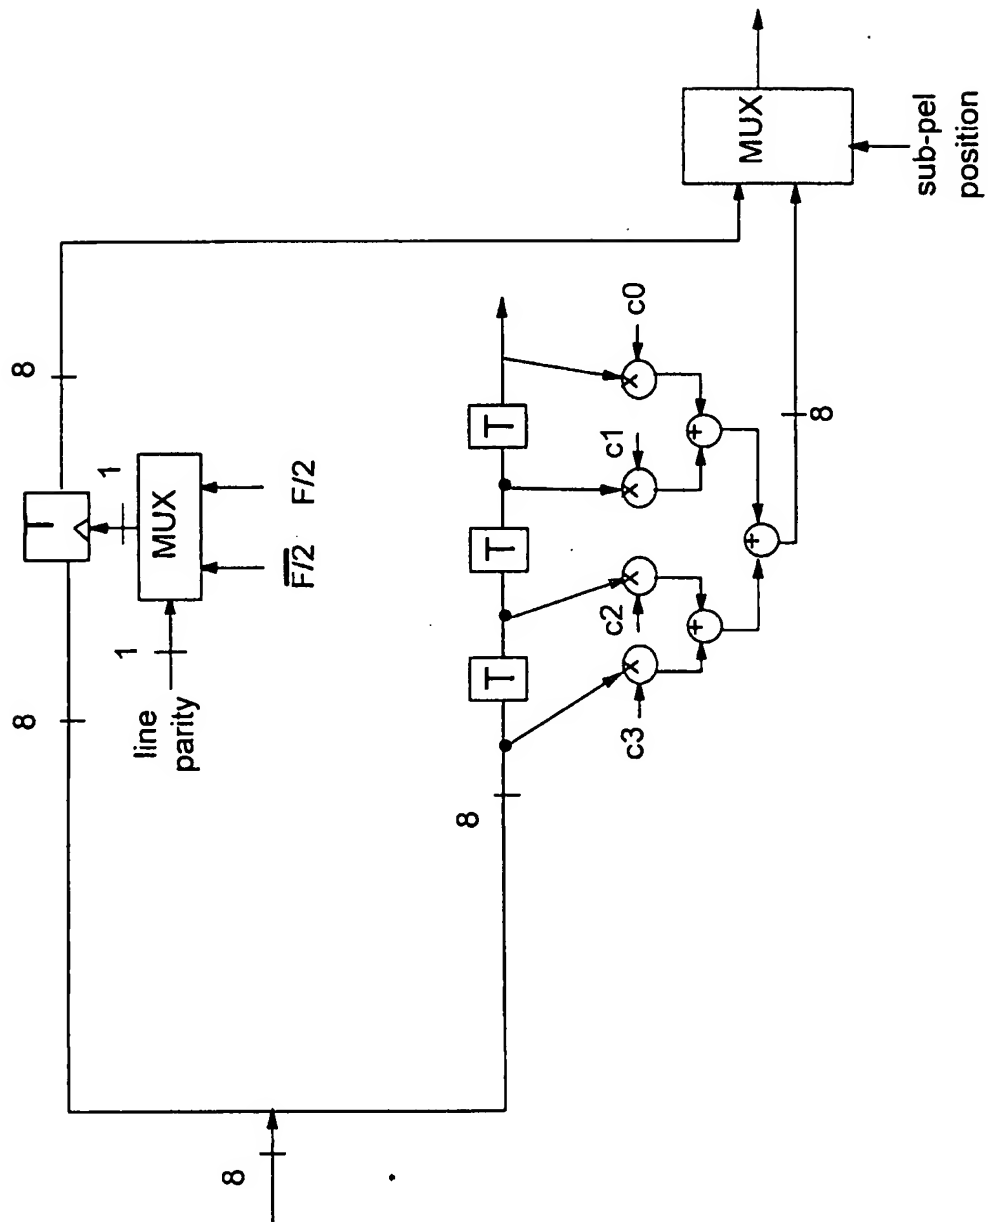 8
T
8
1
MUX
F/2
F/2
1
line
parity
MUX
sub-pel
position
T
T
T
8
c0
c1
c2
c3
8
8